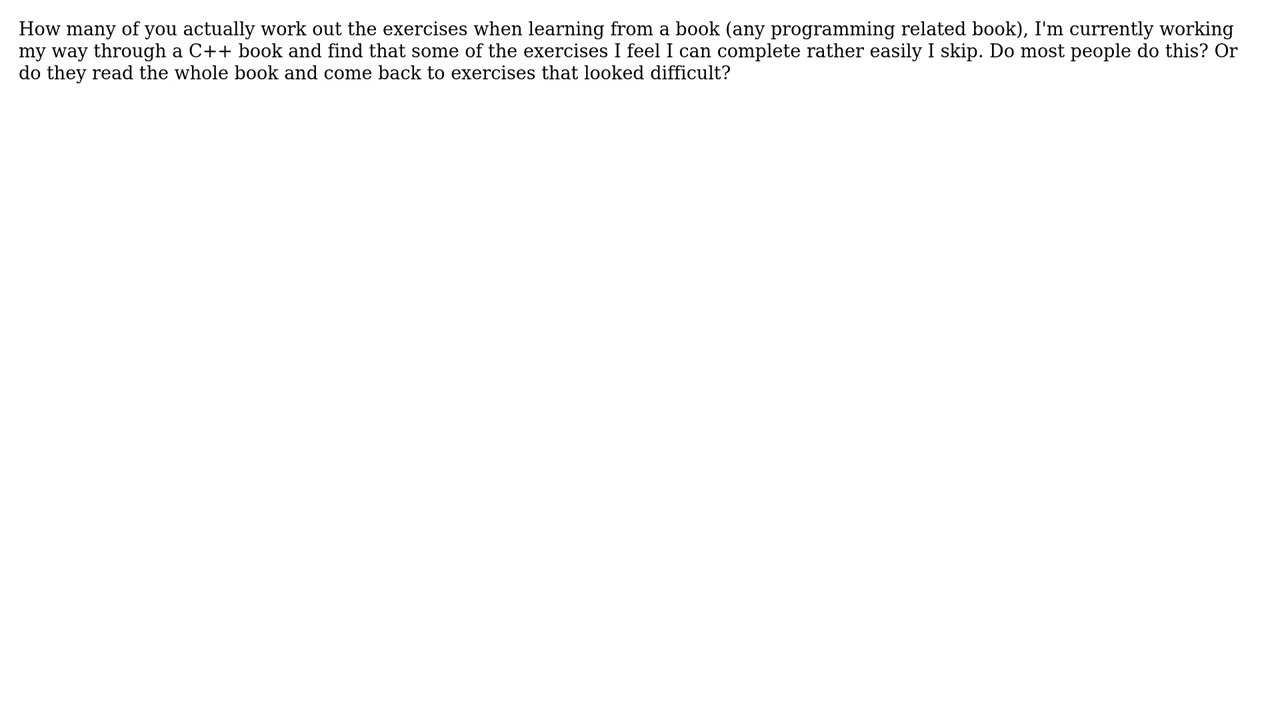 How many of you actually work out the exercises when learning from a book (any programming related book), I'm currently working
my way through a C++ book and find that some of the exercises I feel I can complete rather easily I skip. Do most people do this? Or
do they read the whole book and come back to exercises that looked difficult?